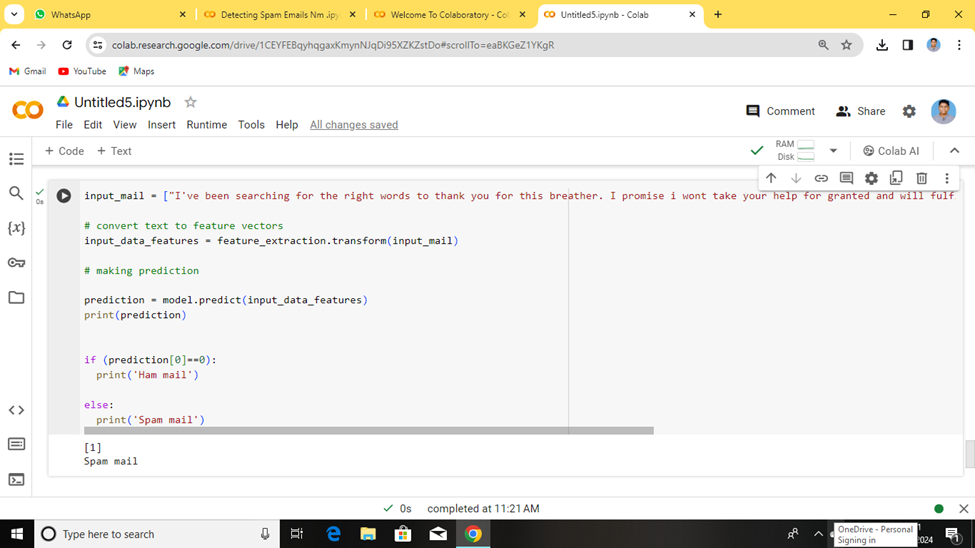 WhatsApp
Detecting Spam Emails Nm .ipy
Welcome To Colaboratory - Co
Untitled5.ipynb - Colab
colab.research.google.com/drive/1CEYFEBqyhqgaxKmynNJqDi95XZKZstDo#scrollTo=eaBKGeZ1YKgR
Gmail YouTube Maps
Untitled5.ipynb
Comment Share
File Edit View Insert Runtime Tools Help All changes saved
+ Code + Text
RAM
Disk
Colab AI
0s
input_mail = ["I've been searching for the right words to thank you for this breather. I promise i wont take your help for granted and will fulf
# convert text to feature vectors
input_data_features = feature_extraction.transform(input_mail)
# making prediction
prediction = model.predict(input_data_features)
print(prediction)
if (prediction[0]==0):
print('Ham mail')
else:
print('Spam mail')
[1]
Spam mail
0s completed at 11:21 AM
Type here to search
OneDrive - Personal
Signing in
2024
1